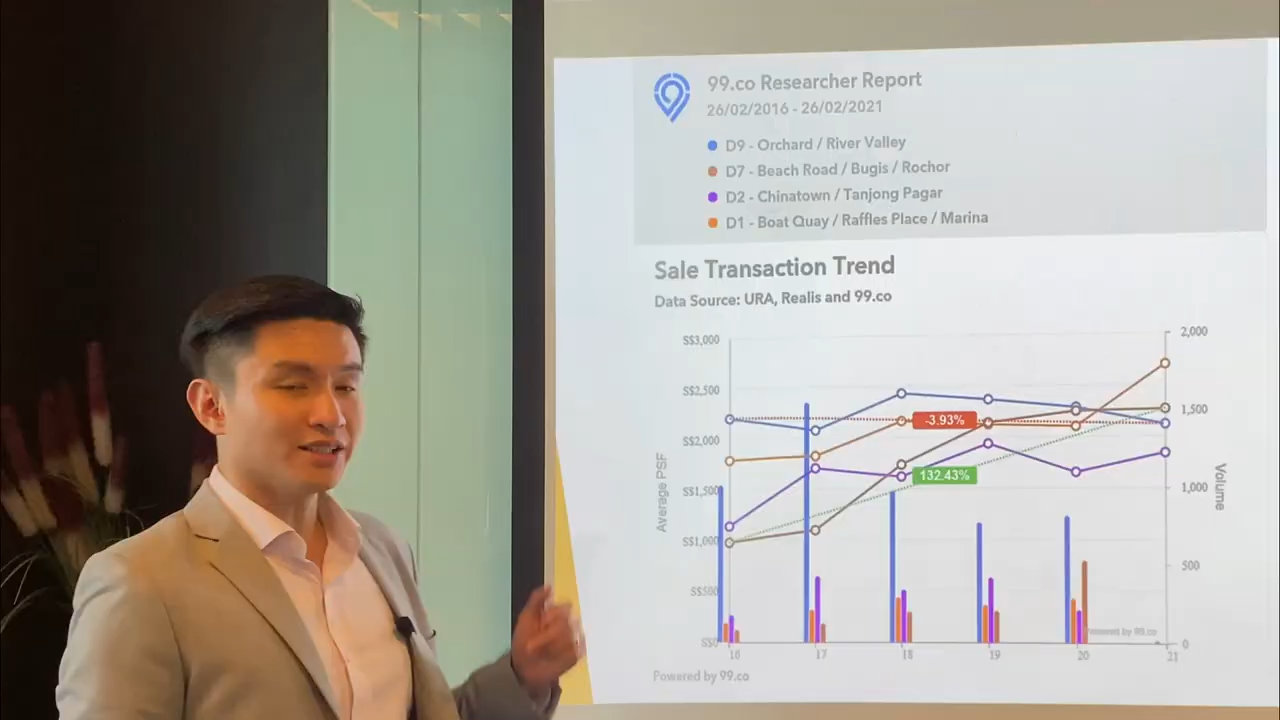 99.co Researcher Report
26/02/2016 - 26/02/2021
D9 - Orchard / River Valley
D7 - Beach Road / Bugis / Rochor
D2 - Chinatown / Tanjong Pagar
D1 - Boat Quay / Raffles Place / Marina
Sale Transaction Trend
Data Source: URA, Realis and 99.co
S$3,000
S$2,500
S$2,000
S$1,500
S$1,000
S$500
S$0
Average PSF
2,000
1,500
1,000
500
0
Volume
-3.93%
132.43%
16 17 18 19 20 21
Powered by 99.co
Powered by 99.co